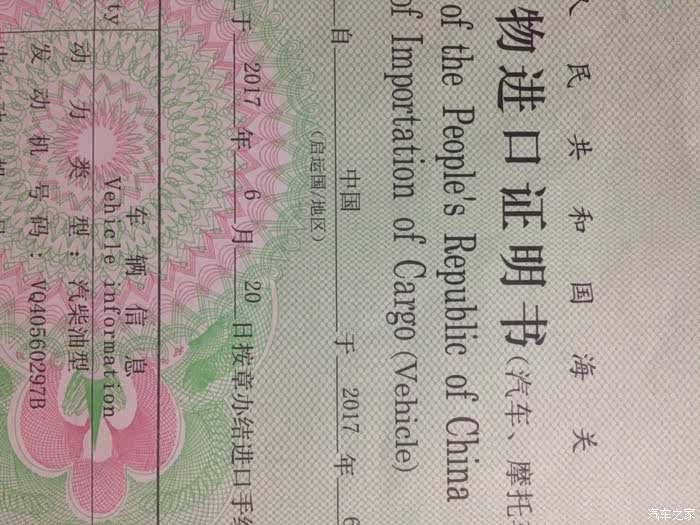 人民共和国海关
物进口证明书(汽车、摩托
of the People's Republic of China
of Importation of Cargo (Vehicle)
自 中国 于 2017 年 6
(启运国/地区)
于 2017 年 6 月 20 日按章办结进口手
车辆信息
Vehicle information
动力类型:汽柴油型
发动机号码:VQ40560297B
汽车之家